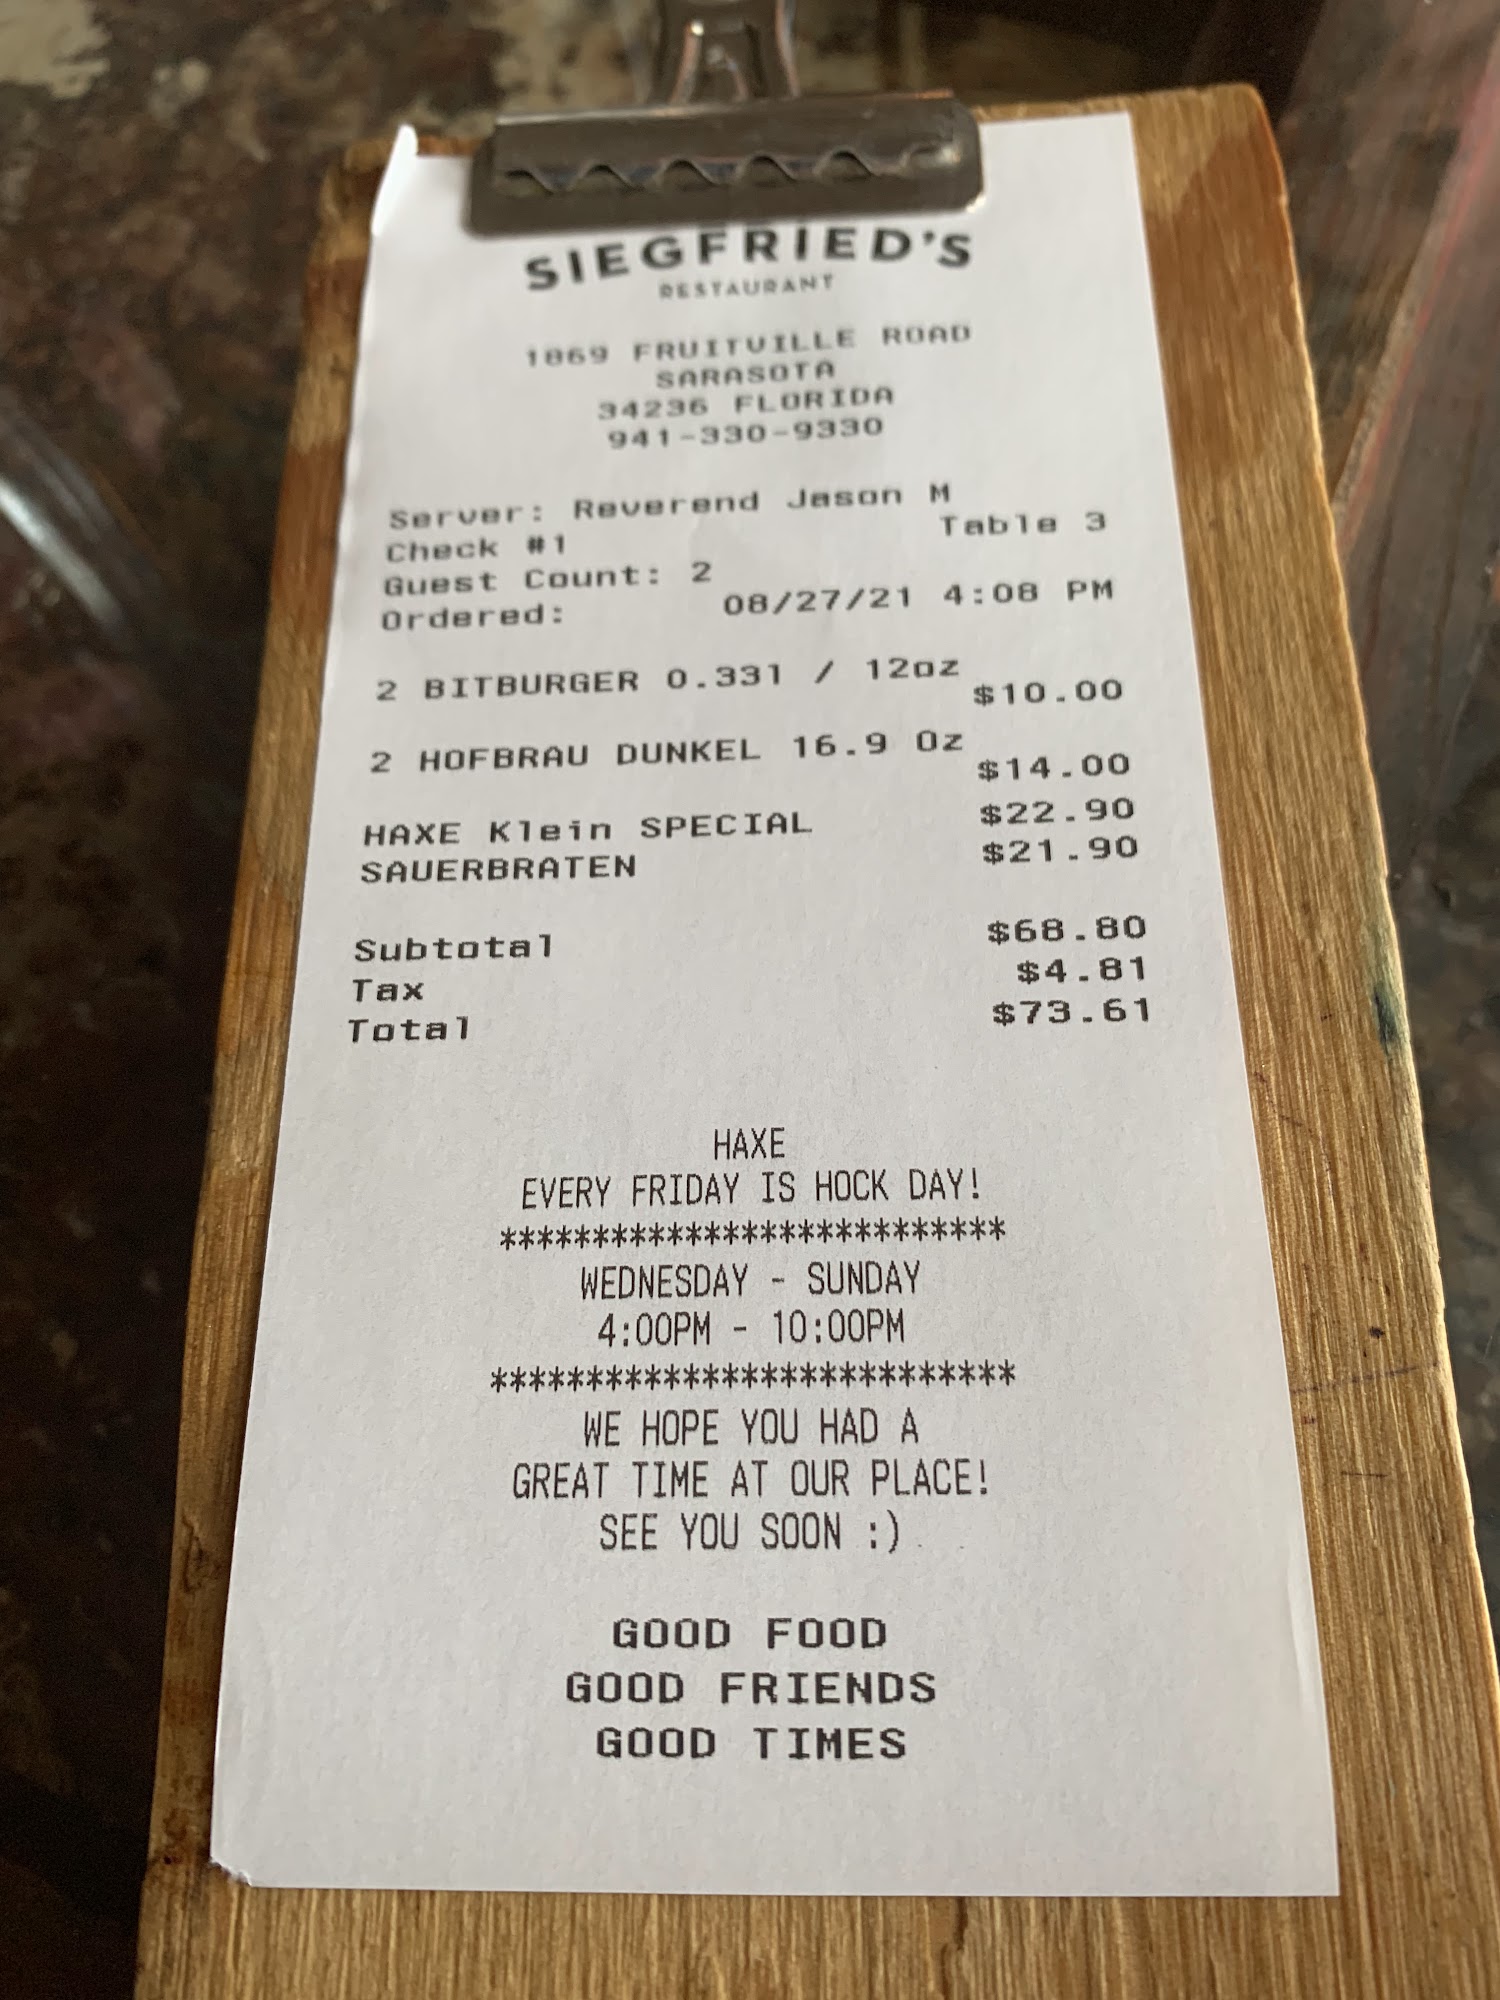 SIEGFRIED'S
RESTAURANT
1869 FRUITVILLE ROAD
SARASOTA
34236 FLORIDA
941-330-9330
Server: Reverend Jason M
Check #1 Table 3
Guest Count: 2
Ordered: 08/27/21 4:08 PM
2 BITBURGER 0.33l / 12oz
$10.00
2 HOFBRAU DUNKEL 16.9 Oz
$14.00
HAXE Klein SPECIAL $22.90
SAUERBRATEN $21.90
Subtotal $68.80
Tax $4.81
Total $73.61
HAXE
EVERY FRIDAY IS HOCK DAY!
***************************
WEDNESDAY - SUNDAY
4:00PM - 10:00PM
***************************
WE HOPE YOU HAD A
GREAT TIME AT OUR PLACE!
SEE YOU SOON :)
GOOD FOOD
GOOD FRIENDS
GOOD TIMES